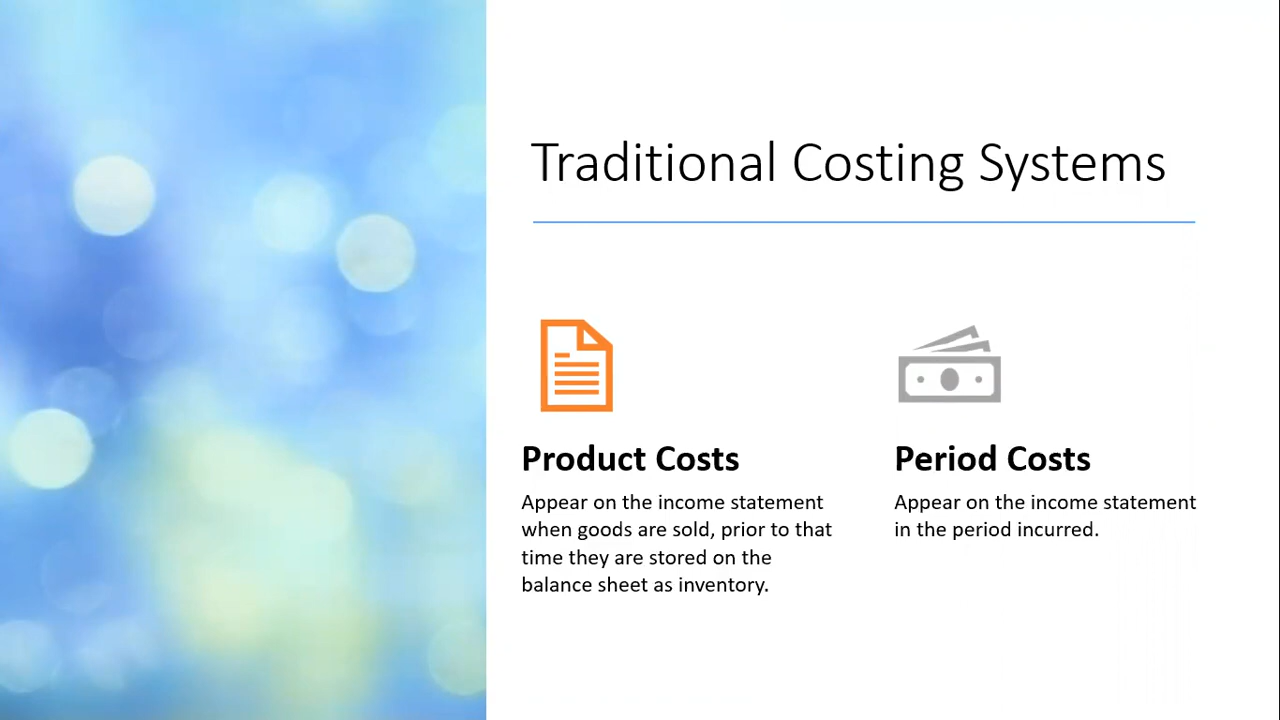 Traditional Costing Systems
Product Costs
Appear on the income statement
when goods are sold, prior to that
time they are stored on the
balance sheet as inventory.
Period Costs
Appear on the income statement
in the period incurred.